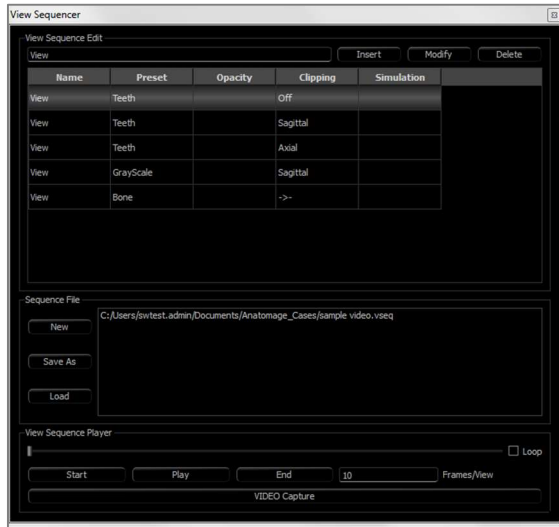 View Sequencer
View Sequence Edit
View Insert Modify Delete
Name Preset Opacity Clipping Simulation
View Teeth Off
View Teeth Sagittal
View Teeth Axial
View GrayScale Sagittal
View Bone ->-
Sequence File
C:/Users/swtest.admin/Documents/Anatomage_Cases/sample video.vseq
New
Save As
Load
View Sequence Player
Loop
Start Play End 10 Frames/View
VIDEO Capture